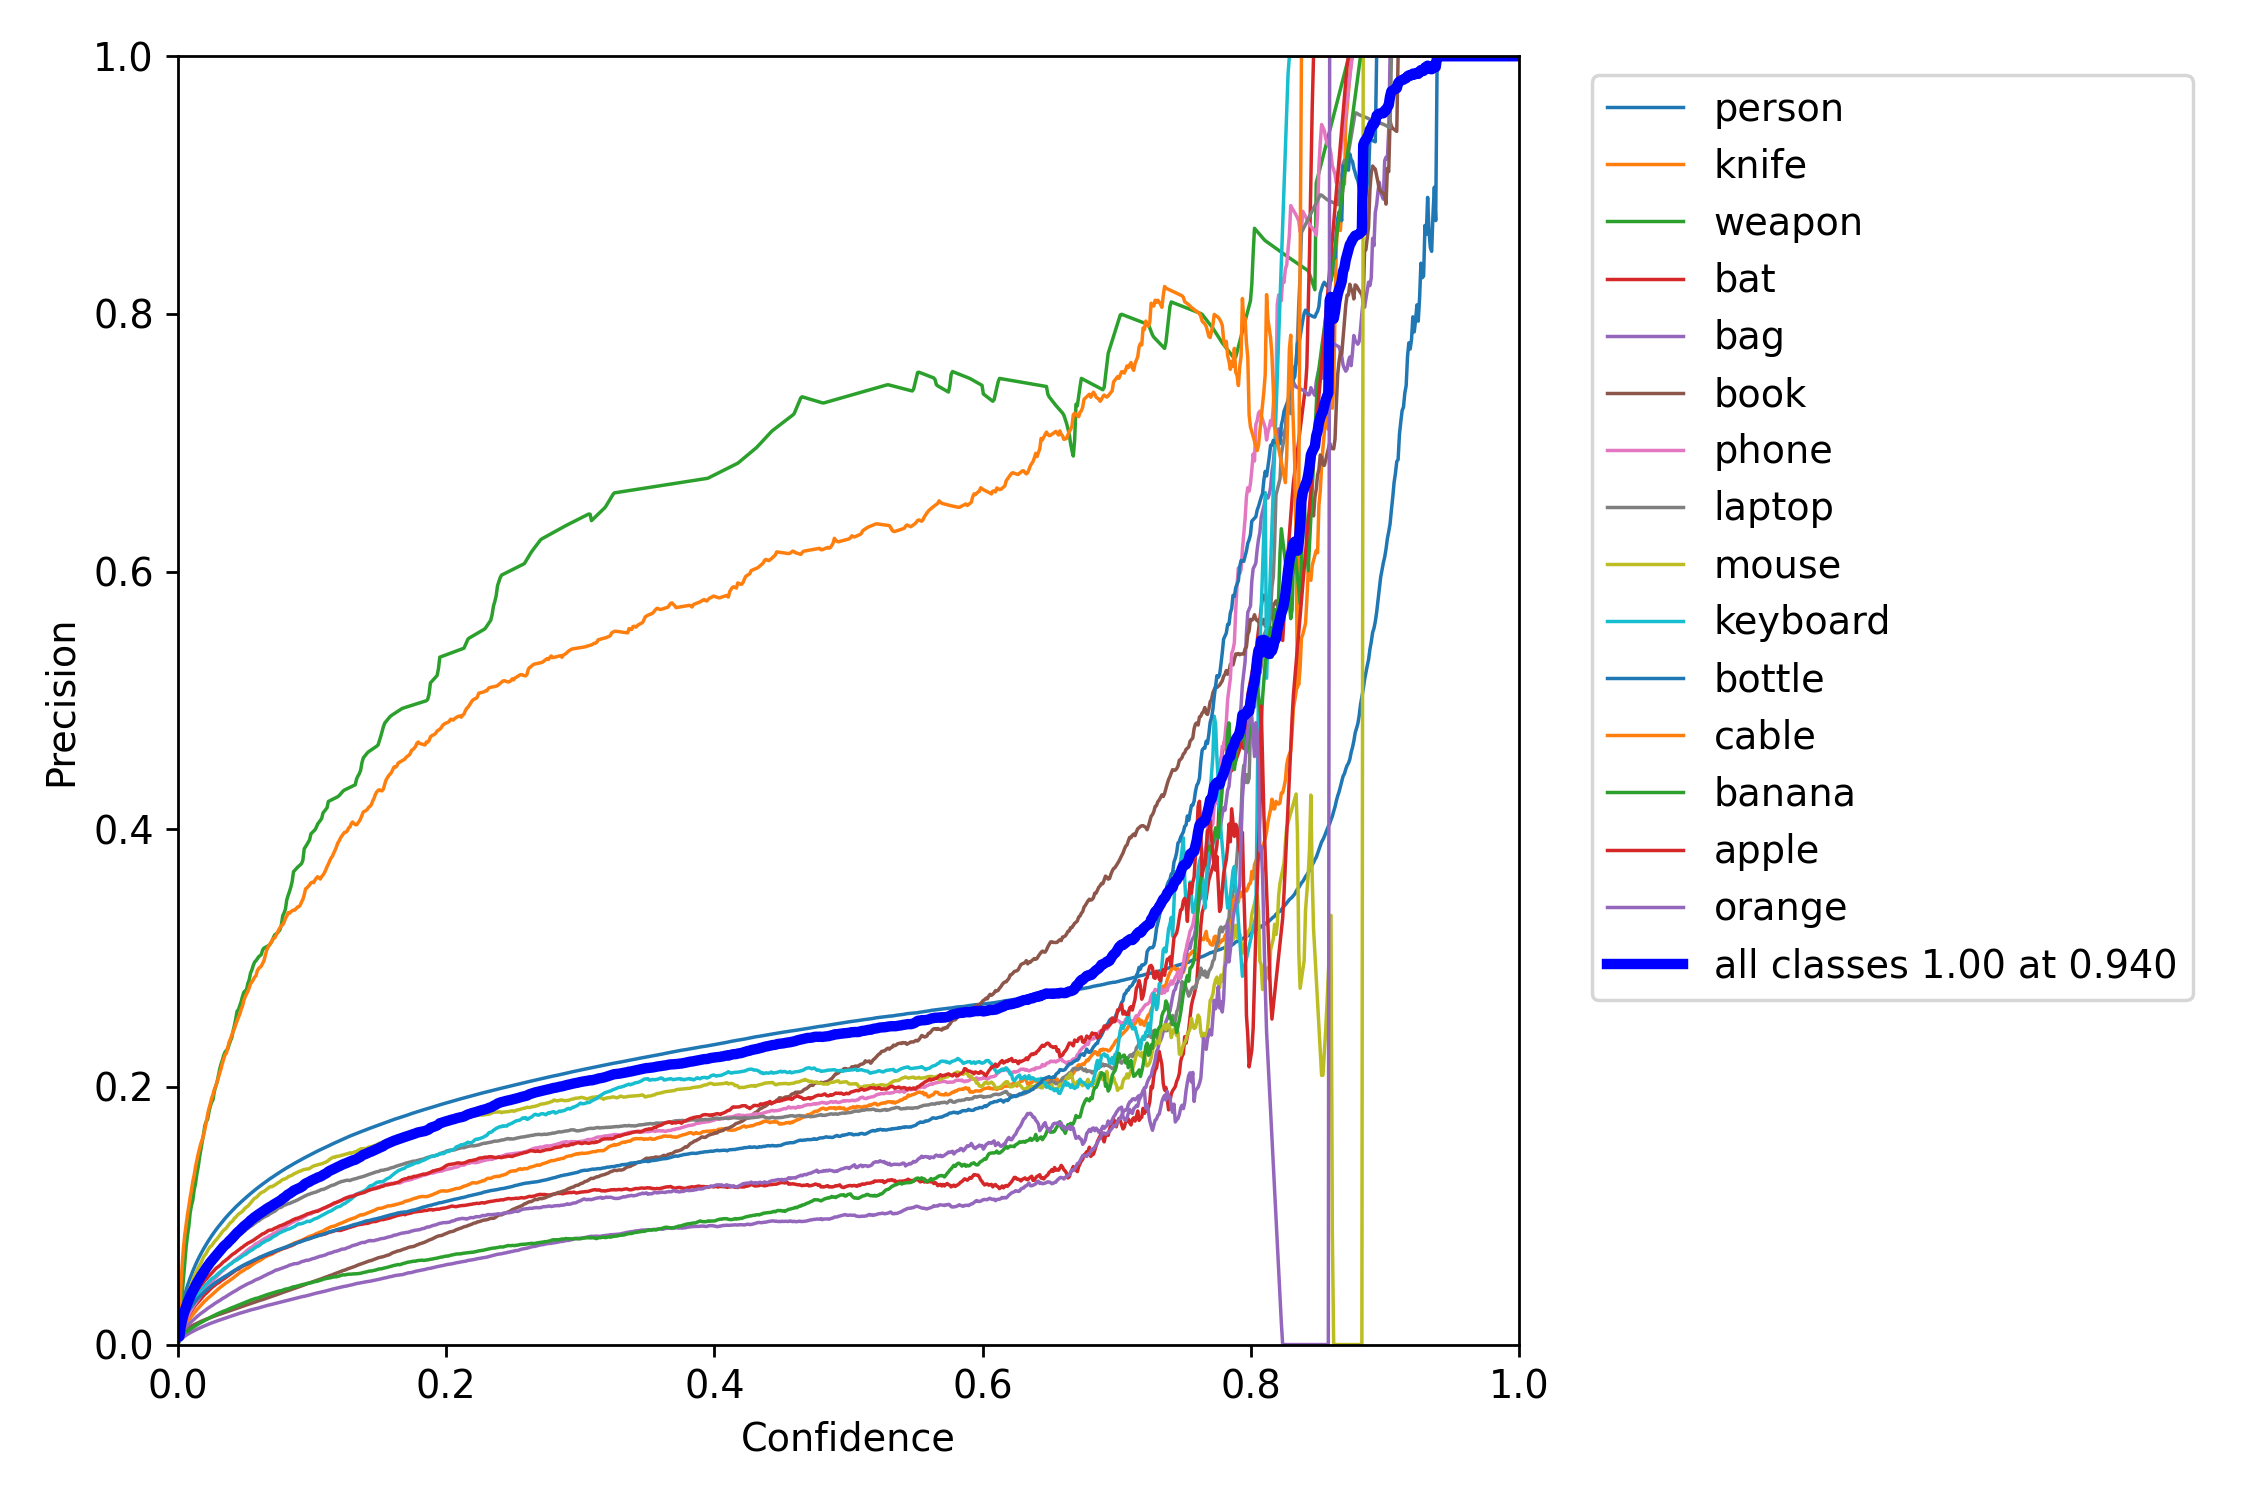 1.0
0.8
0.6
0.4
0.2
0.0
Precision
0.0 0.2 0.4 0.6 0.8 1.0
Confidence
person
knife
weapon
bat
bag
book
phone
laptop
mouse
keyboard
bottle
cable
banana
apple
orange
all classes 1.00 at 0.940